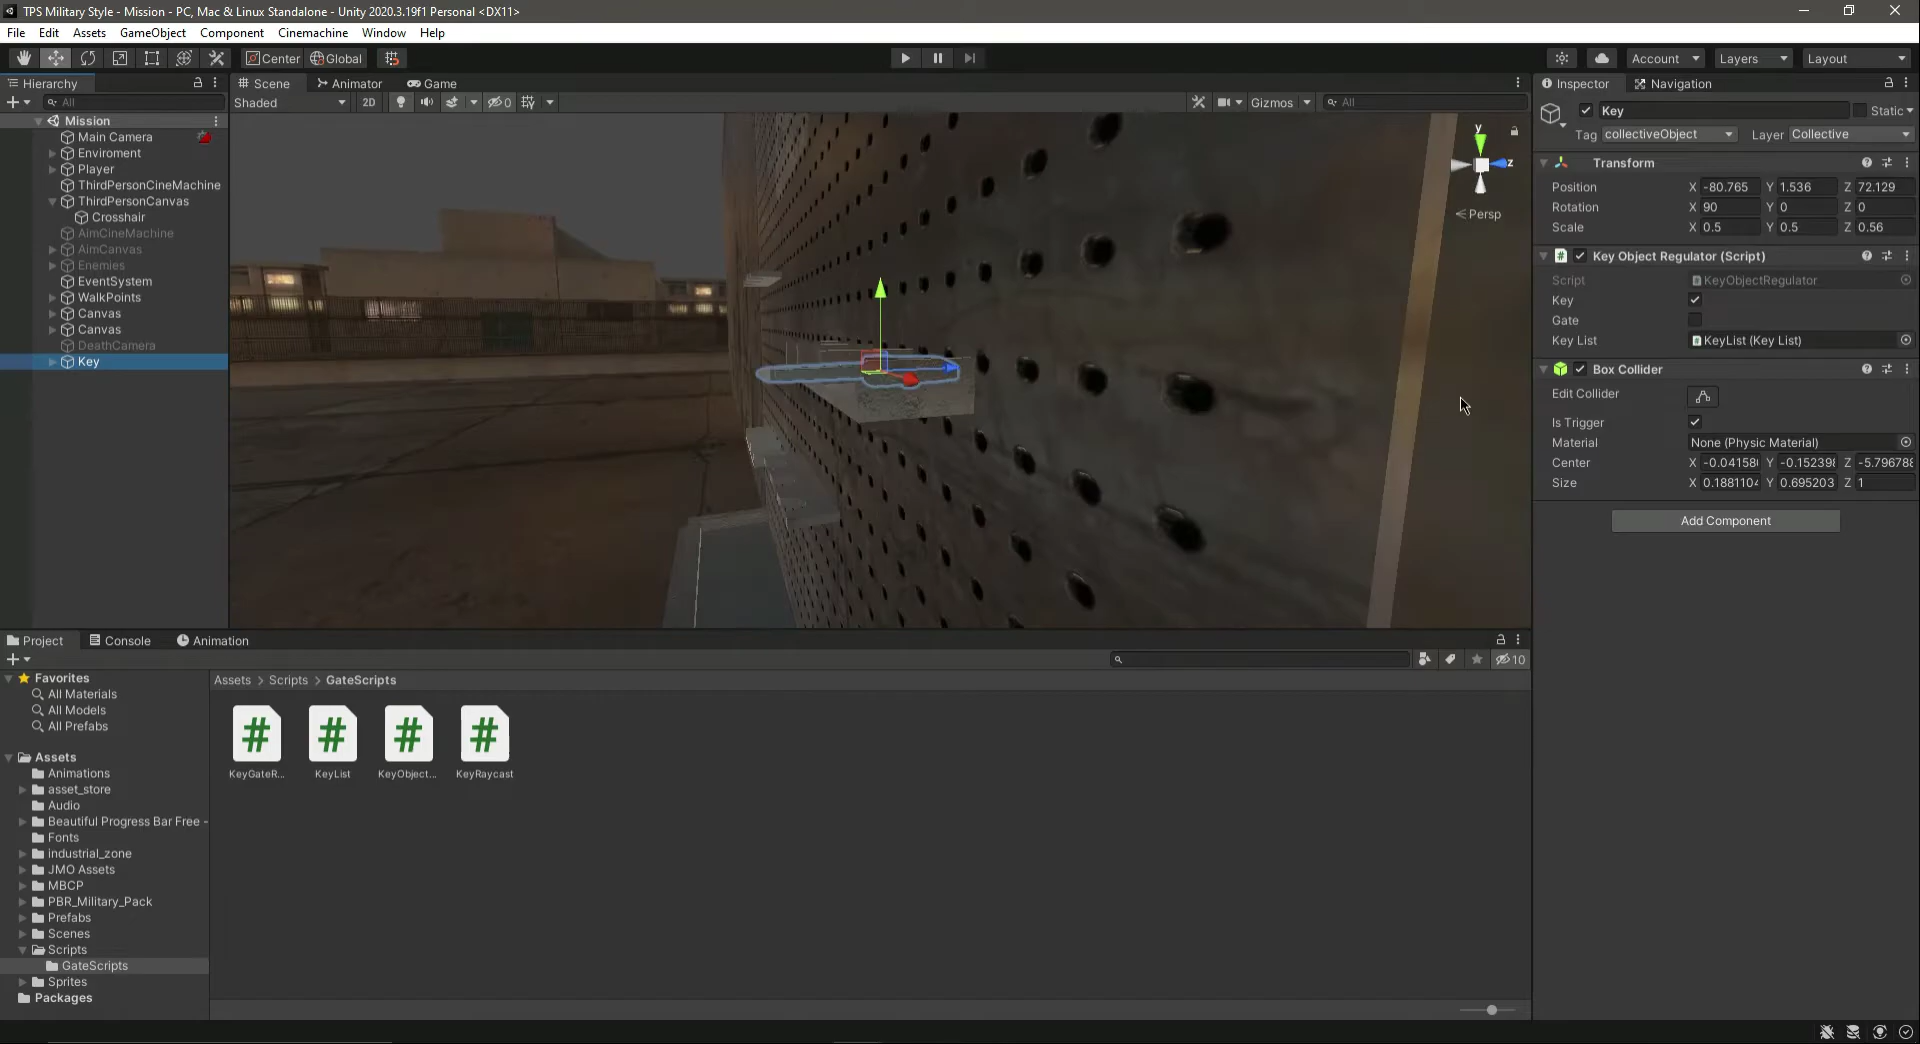 TPS Military Style - Mission - PC, Mac & Linux Standalone - Unity 2020.3.19f1 Personal <DX11>
File Edit Assets GameObject Component Cinemachine Window Help
Center Global Account Layers Layout
Hierarchy
All
Mission
Main Camera
Enviroment
Player
ThirdPersonCineMachine
ThirdPersonCanvas
Crosshair
AimCineMachine
AimCanvas
Enemies
EventSystem
WalkPoints
Canvas
Canvas
DeathCamera
Key
Scene Animator Game
Shaded 2D 0 Gizmos All
y
z
Persp
Inspector Navigation
Key Static
Tag collectiveObject Layer Collective
Transform
Position X -80.765 Y 1.536 Z 72.129
Rotation X 90 Y 0 Z 0
Scale X 0.5 Y 0.5 Z 0.56
Key Object Regulator (Script)
Script KeyObjectRegulator
Key
Gate
Key List KeyList (Key List)
Box Collider
Edit Collider
Is Trigger
Material None (Physic Material)
Center X -0.04158 Y -0.152398 Z -5.796788
Size X 0.188110 Y 0.695203 Z 1
Add Component
Project Console Animation
10
Favorites
All Materials
All Models
All Prefabs
Assets
Animations
asset_store
Audio
Beautiful Progress Bar Free -
Fonts
industrial_zone
JMO Assets
MBCP
PBR_Military_Pack
Prefabs
Scenes
Scripts
GateScripts
Sprites
Packages
Assets > Scripts > GateScripts
KeyGateR... KeyList KeyObject... KeyRaycast